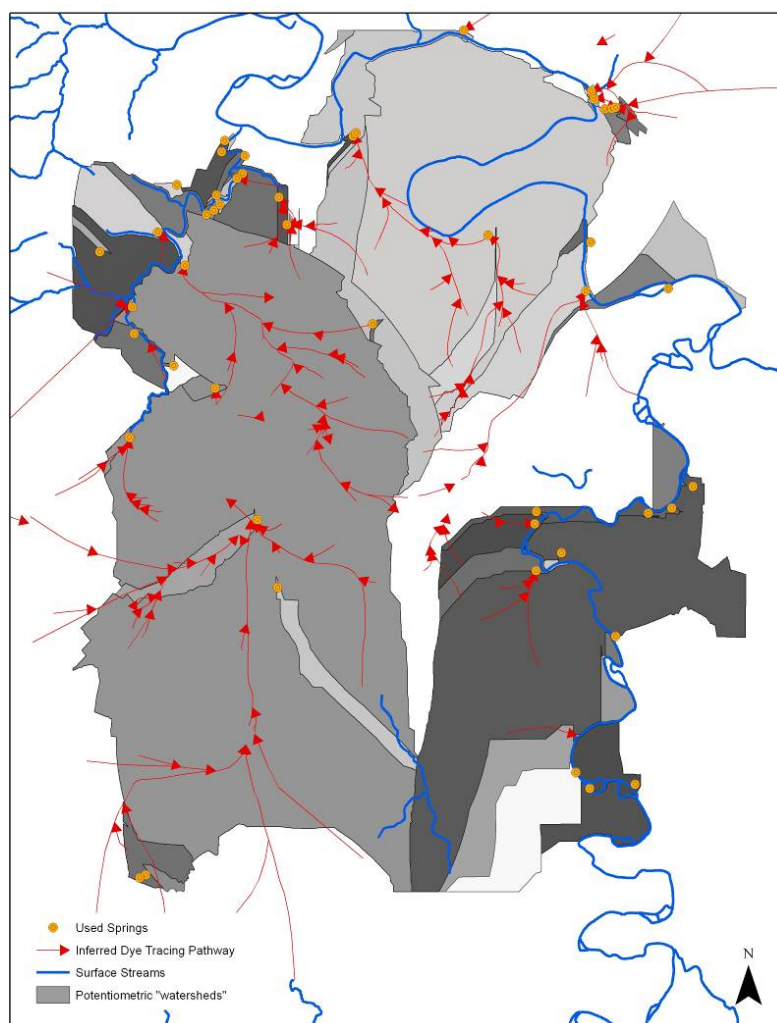 Used Springs
Inferred Dye Tracing Pathway
Surface Streams
Potentiometric "watersheds"
N